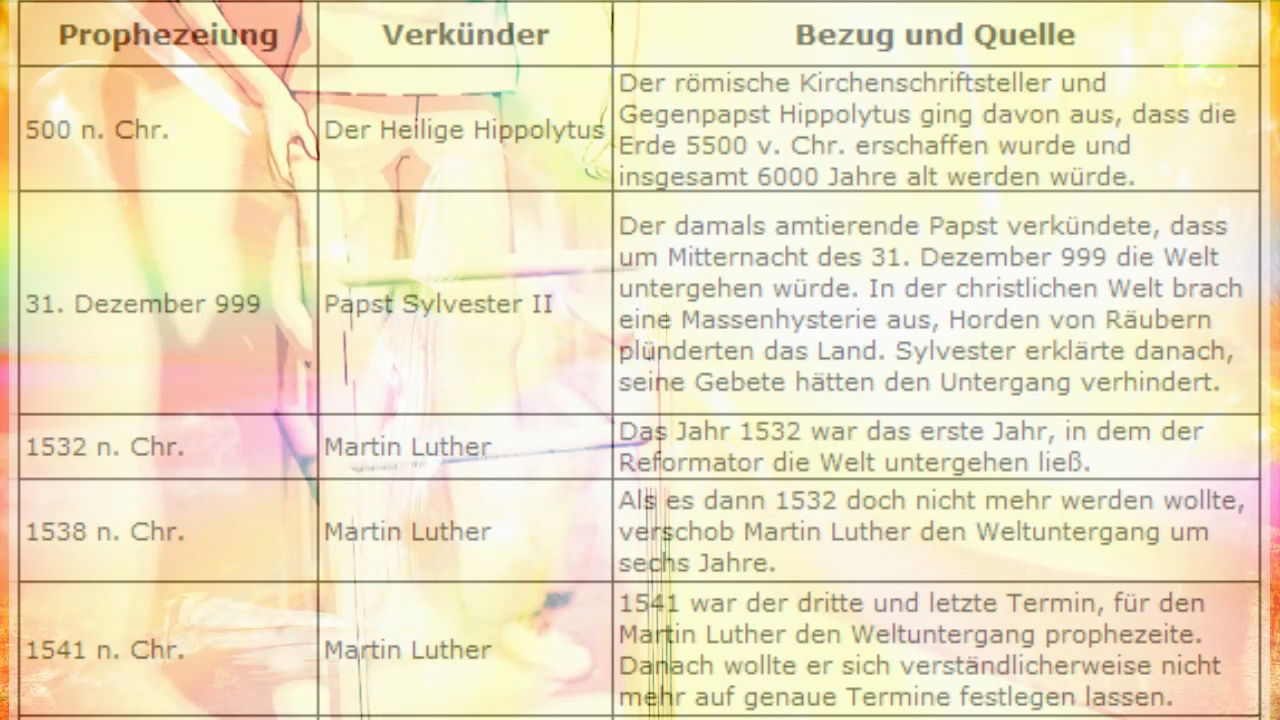 Prophezeiung Verkünder Bezug und Quelle
500 n. Chr. Der Heilige Hippolytus Der römische Kirchenschriftsteller und
Gegenpapst Hippolytus ging davon aus, dass die
Erde 5500 v. Chr. erschaffen wurde und
insgesamt 6000 Jahre alt werden würde.
31. Dezember 999 Papst Sylvester II Der damals amtierende Papst verkündete, dass
um Mitternacht des 31. Dezember 999 die Welt
untergehen würde. In der christlichen Welt brach
eine Massenhysterie aus, Horden von Räubern
plünderten das Land. Sylvester erklärte danach,
seine Gebete hätten den Untergang verhindert.
1532 n. Chr. Martin Luther Das Jahr 1532 war das erste Jahr, in dem der
Reformator die Welt untergehen ließ.
1538 n. Chr. Martin Luther Als es dann 1532 doch nicht mehr werden wollte,
verschob Martin Luther den Weltuntergang um
sechs Jahre.
1541 n. Chr. Martin Luther 1541 war der dritte und letzte Termin, für den
Martin Luther den Weltuntergang prophezeite.
Danach wollte er sich verständlicherweise nicht
mehr auf genaue Termine festlegen lassen.